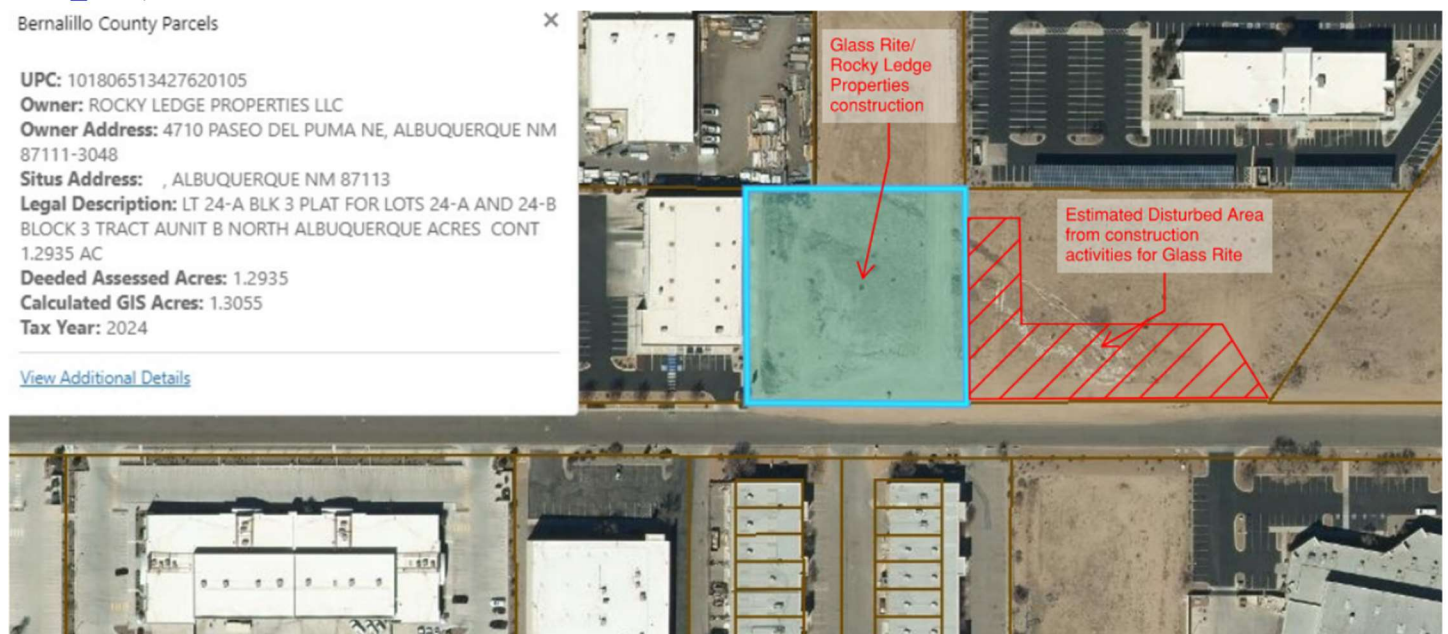 Bernalillo County Parcels
×
UPC: 101806513427620105
Owner: ROCKY LEDGE PROPERTIES LLC
Owner Address: 4710 PASEO DEL PUMA NE, ALBUQUERQUE NM
87111-3048
Situs Address: , ALBUQUERQUE NM 87113
Legal Description: LT 24-A BLK 3 PLAT FOR LOTS 24-A AND 24-B
BLOCK 3 TRACT AUNIT B NORTH ALBUQUERQUE ACRES CONT
1.2935 AC
Deeded Assessed Acres: 1.2935
Calculated GIS Acres: 1.3055
Tax Year: 2024
View Additional Details
Glass Rite/
Rocky Ledge
Properties
construction
Estimated Disturbed Area
from construction
activities for Glass Rite